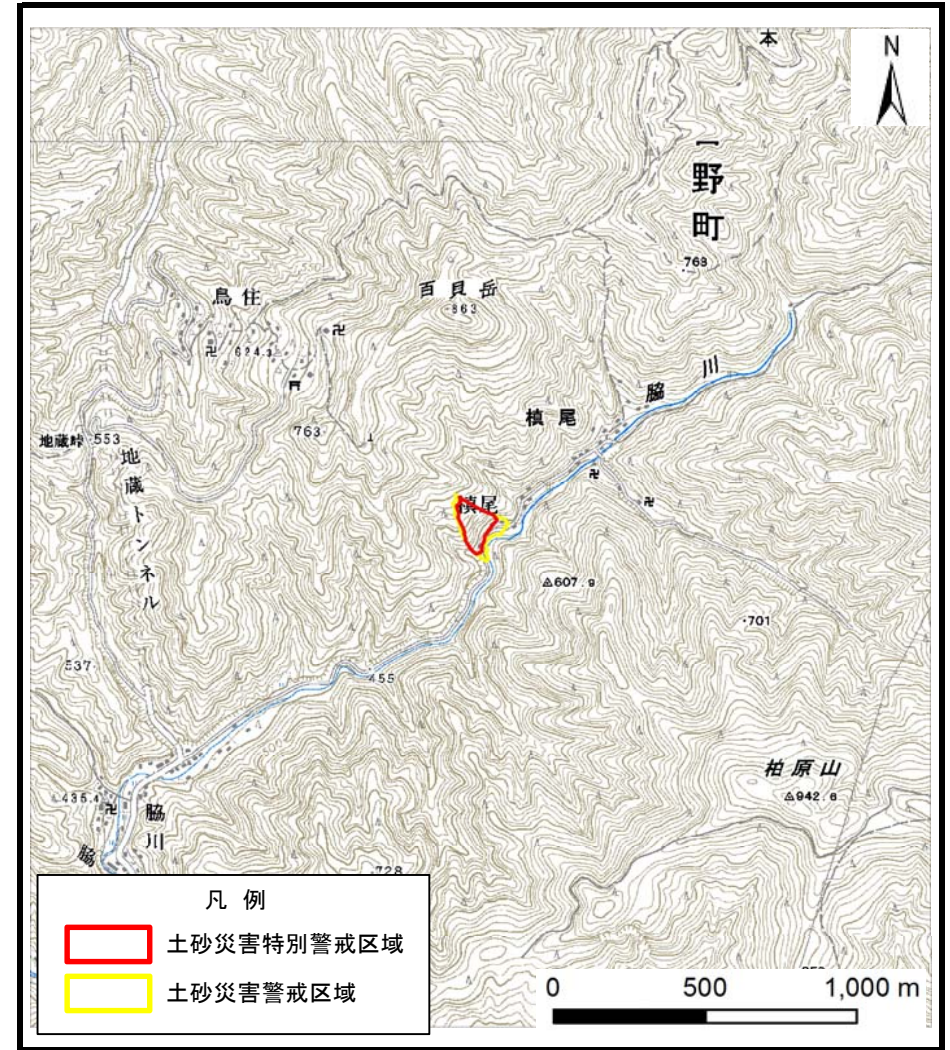 本
N
野町
768
鳥住
百貝岳
863
624.3
脇川
槙尾
763
地蔵峠
553
地蔵トンネル
槙尾
607.9
701
537
455
柏原山
942.6
435.4
脇川
脇
728
凡 例
土砂災害特別警戒区域
土砂災害警戒区域
0 500 1,000 m